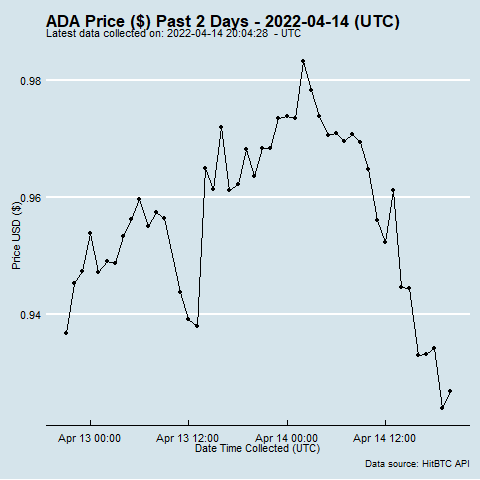 ADA Price ($) Past 2 Days - 2022-04-14 (UTC)
Latest data collected on: 2022-04-14 20:04:28 - UTC
0.98
0.96
0.94
Price USD ($)
Apr 13 00:00
Apr 13 12:00
Apr 14 00:00
Apr 14 12:00
Date Time Collected (UTC)
Data source: HitBTC API